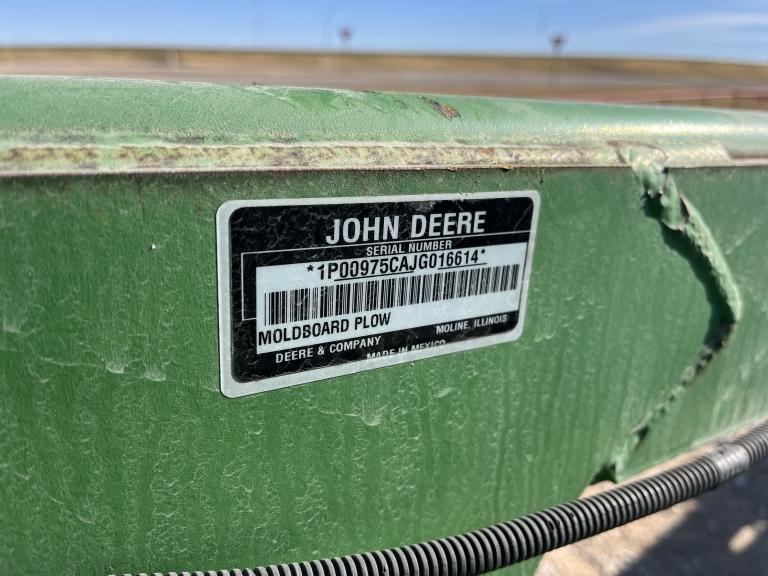 JOHN DEERE
SERIAL NUMBER
*1P00975CAJG016614*
MOLDBOARD PLOW
DEERE & COMPANY MOLINE, ILLINOIS
MADE IN MEXICO